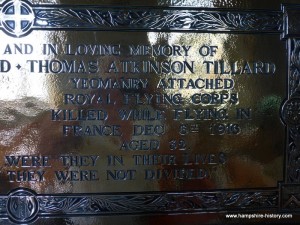 AND IN LOVING MEMORY OF
D • THOMAS ATKINSON TILLARD
YEOMANRY ATTACHED
ROYAL FLYING CORPS
KILLED WHILE FLYING IN
FRANCE DEC 6TH 1916
AGED 32
WERE THEY IN THEIR LIVES
THEY WERE NOT DIVIDED
www.hampshire-history.com